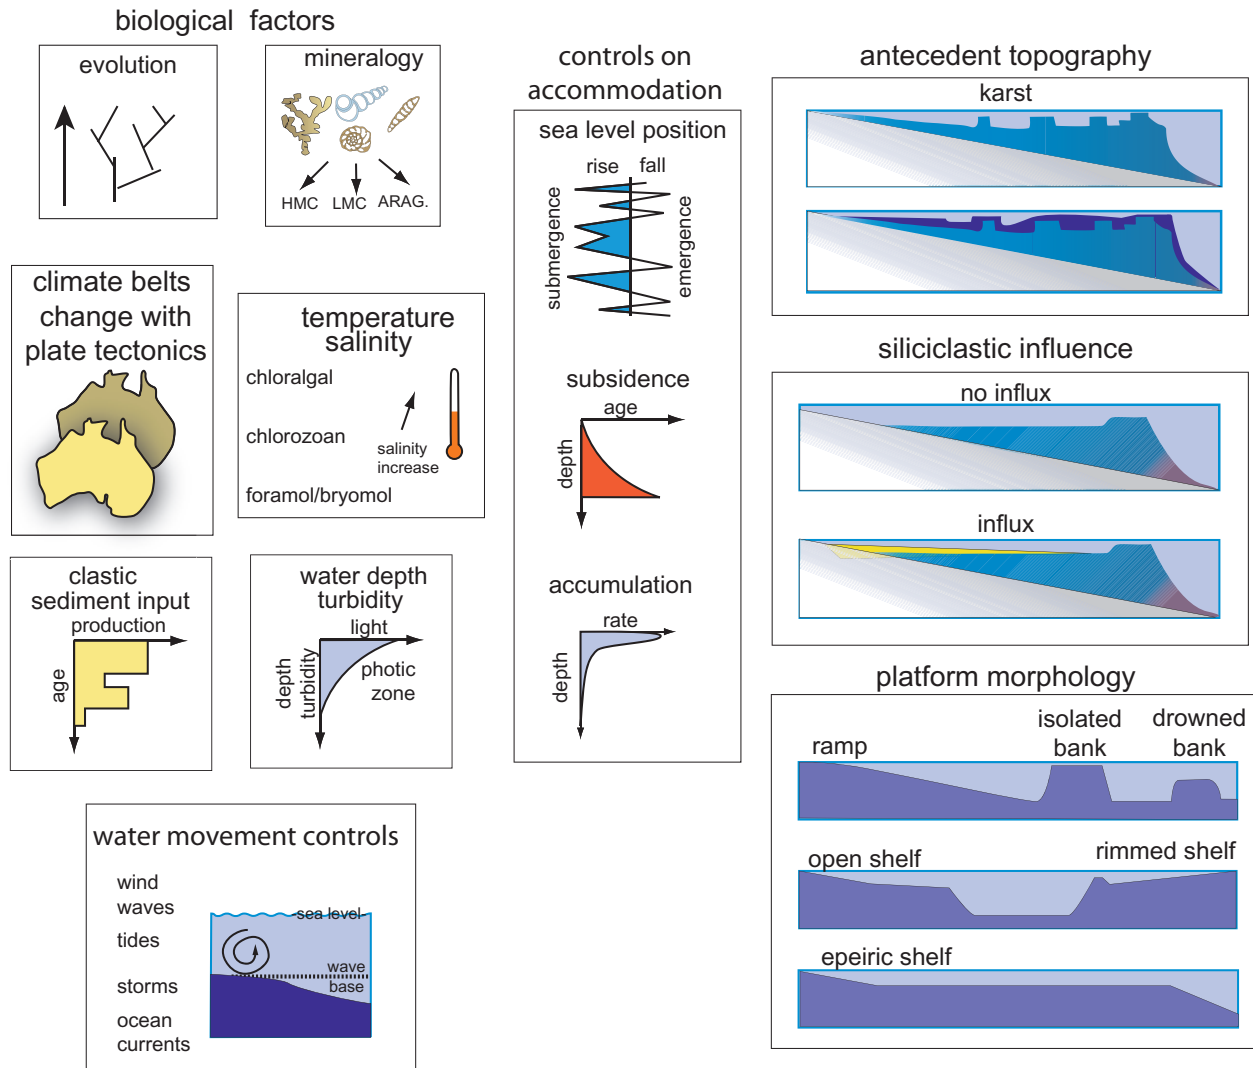 biological factors
evolution
mineralogy
HMC
LMC
ARAG.
climate belts
change with
plate tectonics
temperature
salinity
chloralgal
chlorozoan
foramol/bryomol
salinity
increase
clastic
sediment input
production
age
water depth
turbidity
light
depth
turbidity
photic
zone
water movement controls
wind
waves
tides
storms
ocean
currents
-sea level-
wave
base
controls on
accommodation
sea level position
rise
fall
submergence
emergence
subsidence
age
depth
accumulation
rate
depth
antecedent topography
karst
siliciclastic influence
no influx
influx
platform morphology
ramp
isolated
bank
drowned
bank
open shelf
rimmed shelf
epeiric shelf